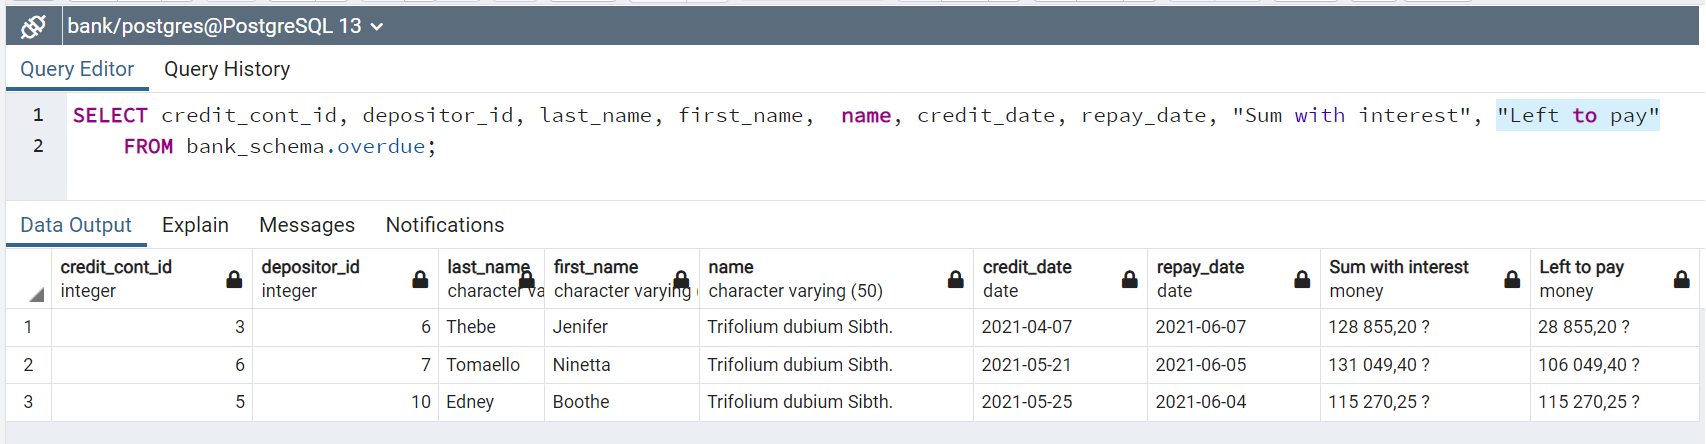 bank/postgres@PostgreSQL 13
Query Editor Query History
1 SELECT credit_cont_id, depositor_id, last_name, first_name, name, credit_date, repay_date, "Sum with interest", "Left to pay"
2 FROM bank_schema.overdue;
Data Output Explain Messages Notifications
credit_cont_id depositor_id last_name first_name name credit_date repay_date Sum with interest Left to pay
integer integer character va character varying character varying (50) date date money money
1 3 6 Thebe Jenifer Trifolium dubium Sibth. 2021-04-07 2021-06-07 128 855,20 ? 28 855,20 ?
2 6 7 Tomaello Ninetta Trifolium dubium Sibth. 2021-05-21 2021-06-05 131 049,40 ? 106 049,40 ?
3 5 10 Edney Boothe Trifolium dubium Sibth. 2021-05-25 2021-06-04 115 270,25 ? 115 270,25 ?